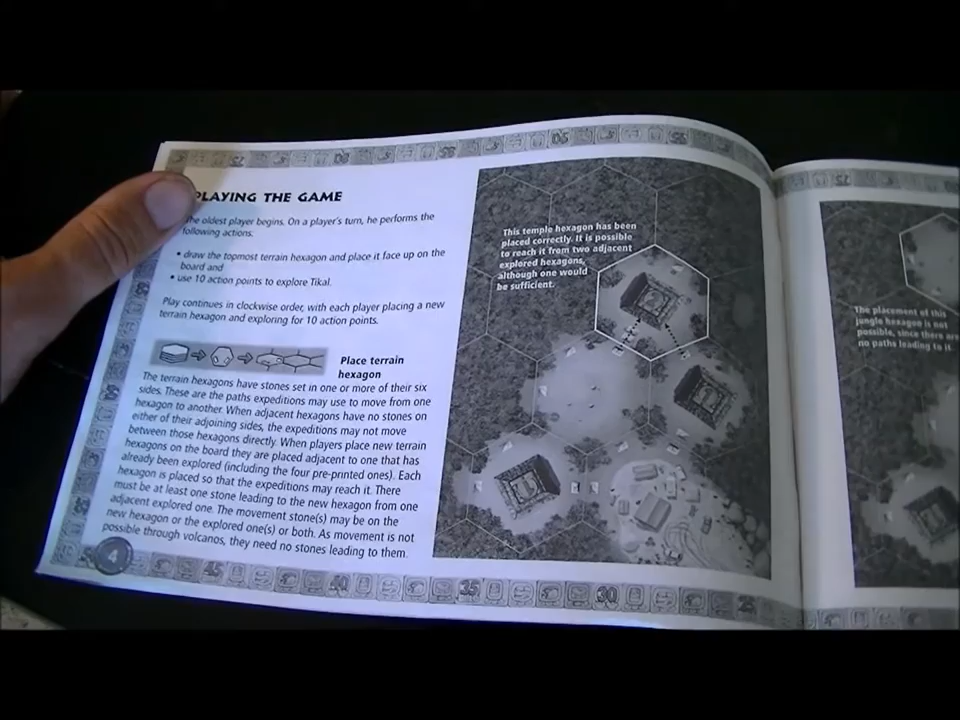 PLAYING THE GAME
The oldest player begins. On a player's turn, he performs the
following actions:
• draw the topmost terrain hexagon and place it face up on the
board and
• use 10 action points to explore Tikal.
Play continues in clockwise order, with each player placing a new
terrain hexagon and exploring for 10 action points.
Place terrain
hexagon
The terrain hexagons have stones set in one or more of their six
sides. These are the paths expeditions may use to move from one
hexagon to another. When adjacent hexagons have no stones on
either of their adjoining sides, the expeditions may not move
between those hexagons directly. When players place new terrain
hexagons on the board they are placed adjacent to one that has
already been explored (including the four pre-printed ones). Each
hexagon is placed so that the expeditions may reach it. There
must be at least one stone leading to the new hexagon from one
adjacent explored one. The movement stone(s) may be on the
new hexagon or the explored one(s) or both. As movement is not
possible through volcanos, they need no stones leading to them.
4
This temple hexagon has been
placed correctly. It is possible
to reach it from two adjacent
explored hexagons,
although one would
be sufficient.
The placement of this
jungle hexagon is not
possible, since there are
no paths leading to it.
45
40
35
30
25